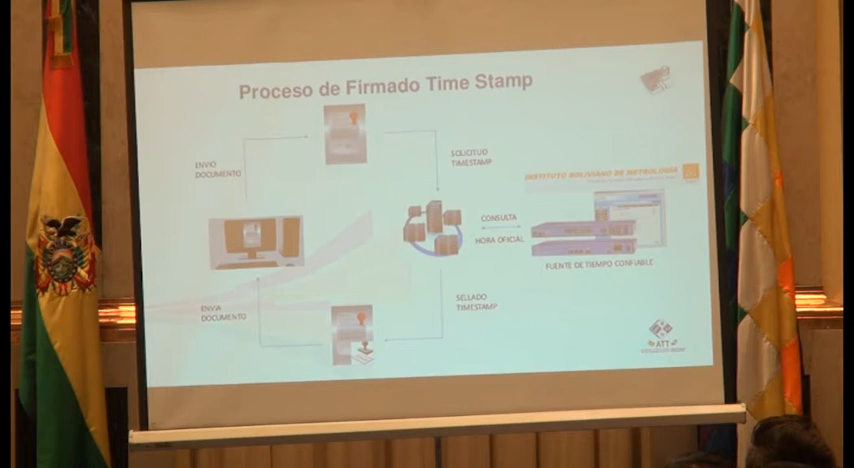 Proceso de Firmado Time Stamp
ENVIO
DOCUMENTO
SOLICITUD
TIMESTAMP
INSTITUTO BOLIVIANO DE METROLOGÍA
CONSULTA
HORA OFICIAL
FUENTE DE TIEMPO CONFIABLE
ENVIA
DOCUMENTO
SELLADO
TIMESTAMP
ATT